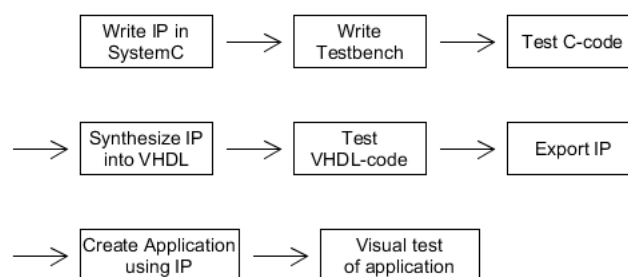 Write IP in
SystemC
Write
Testbench
Test C-code
Synthesize IP
into VHDL
Test
VHDL-code
Export IP
Create Application
using IP
Visual test
of application